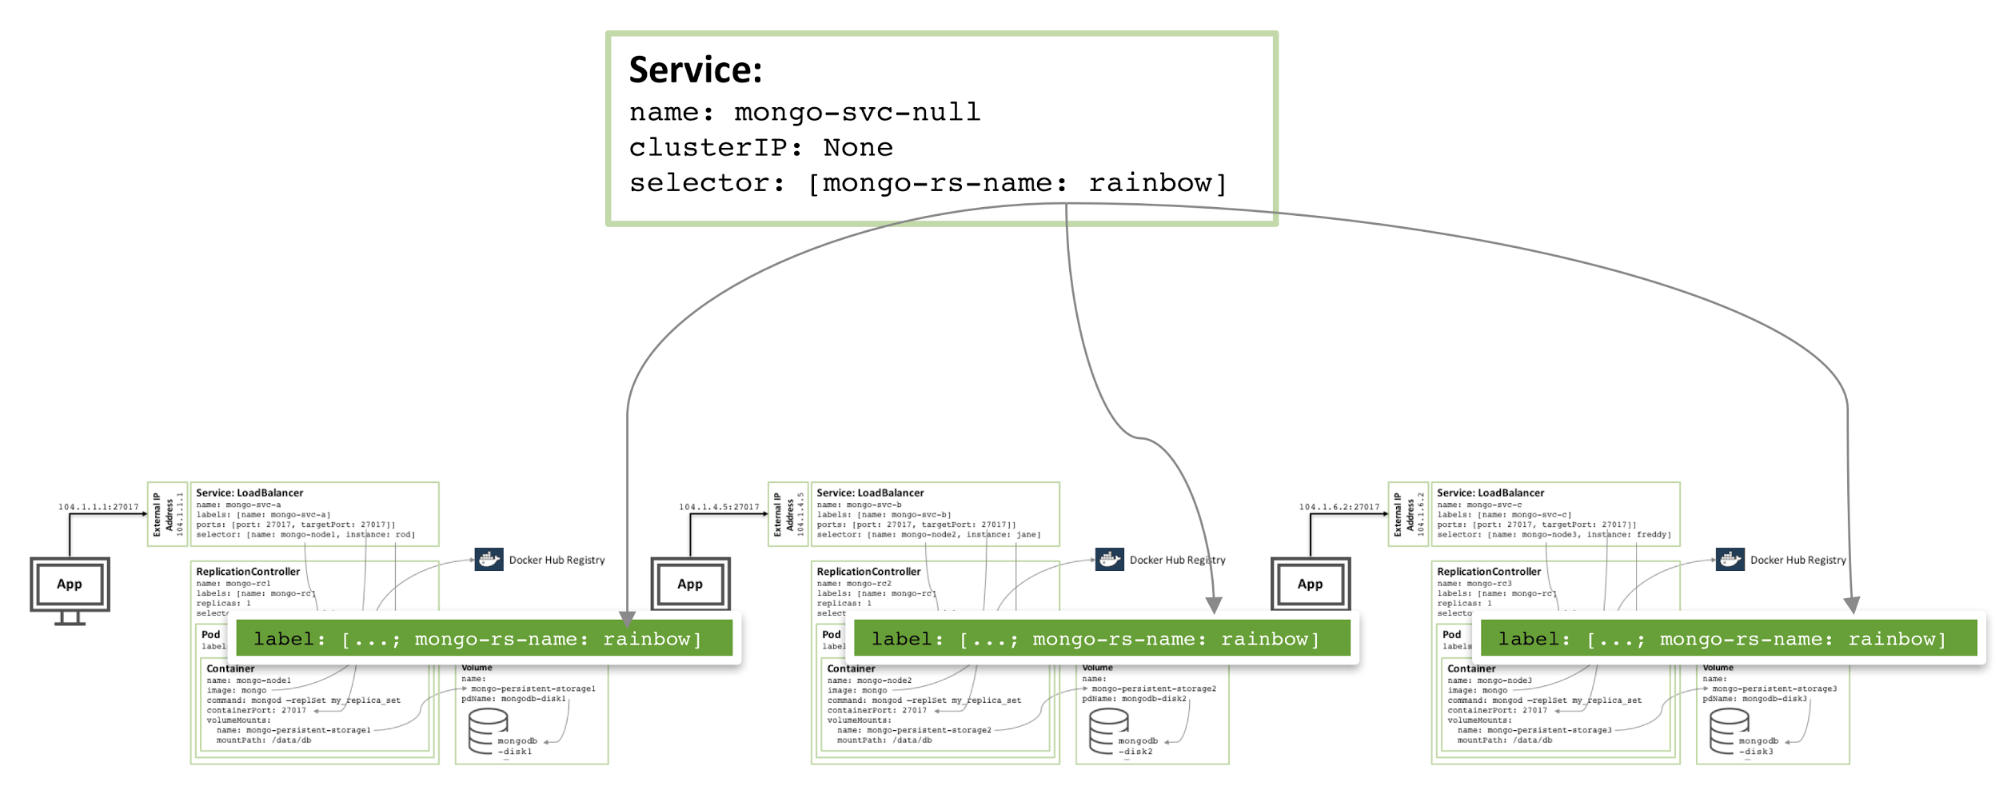 Service:
name: mongo-svc-null
clusterIP: None
selector: [mongo-rs-name: rainbow]
104.1.1.1:27017
App
External IP
Address
104.1.1.1
Service: LoadBalancer
name: mongo-svc-a
labels: [name: mongo-svc-a]
ports: [port: 27017, targetPort: 27017]]
selector: [name: mongo-node1, instance: rod]
Docker Hub Registry
ReplicationController
name: mongo-rc1
labels: [name: mongo-rc]
replicas: 1
Pod
label: [...; mongo-rs-name: rainbow]
Container
name: mongo-node1
image: mongo
command: mongod —replSet my_replica_set
containerPort: 27017
volumeMounts:
name: mongo-persistent-storage1
mountPath: /data/db
Volume
name:
mongo-persistent-storage1
pdName: mongodb-disk1
mongodb
-disk1
104.1.4.5:27017
App
External IP
Address
104.1.4.5
Service: LoadBalancer
name: mongo-svc-b
labels: [name: mongo-svc-b]
ports: [port: 27017, targetPort: 27017]]
selector: [name: mongo-node2, instance: jane]
Docker Hub Registry
ReplicationController
name: mongo-rc2
labels: [name: mongo-rc]
replicas: 1
Pod
label: [...; mongo-rs-name: rainbow]
Container
name: mongo-node2
image: mongo
command: mongod —replSet my_replica_set
containerPort: 27017
volumeMounts:
name: mongo-persistent-storage2
mountPath: /data/db
Volume
name:
mongo-persistent-storage2
pdName: mongodb-disk2
mongodb
-disk2
104.1.6.2:27017
App
External IP
Address
104.1.6.2
Service: LoadBalancer
name: mongo-svc-c
labels: [name: mongo-svc-c]
ports: [port: 27017, targetPort: 27017]]
selector: [name: mongo-node3, instance: freddy]
Docker Hub Registry
ReplicationController
name: mongo-rc3
labels: [name: mongo-rc]
replicas: 1
Pod
label: [...; mongo-rs-name: rainbow]
Container
name: mongo-node3
image: mongo
command: mongod —replSet my_replica_set
containerPort: 27017
volumeMounts:
name: mongo-persistent-storage3
mountPath: /data/db
Volume
name:
mongo-persistent-storage3
pdName: mongodb-disk3
mongodb
-disk3